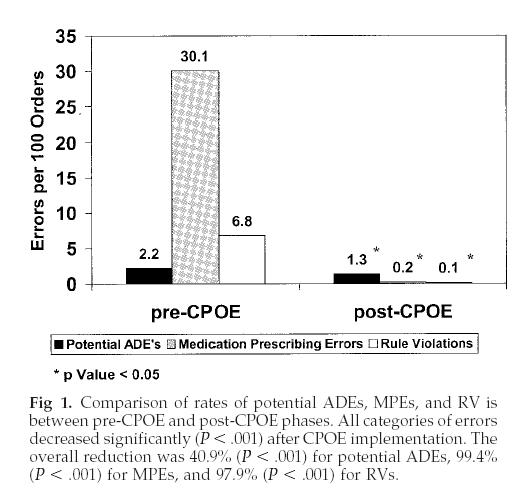 35
30
25
20
15
10
5
0
Errors per 100 Orders
30.1
6.8
2.2
1.3 *
0.2 *
0.1 *
pre-CPOE
post-CPOE
Potential ADE's Medication Prescribing Errors Rule Violations
* p Value < 0.05
Fig 1. Comparison of rates of potential ADEs, MPEs, and RV is
between pre-CPOE and post-CPOE phases. All categories of errors
decreased significantly (P < .001) after CPOE implementation. The
overall reduction was 40.9% (P < .001) for potential ADEs, 99.4%
(P < .001) for MPEs, and 97.9% (P < .001) for RVs.